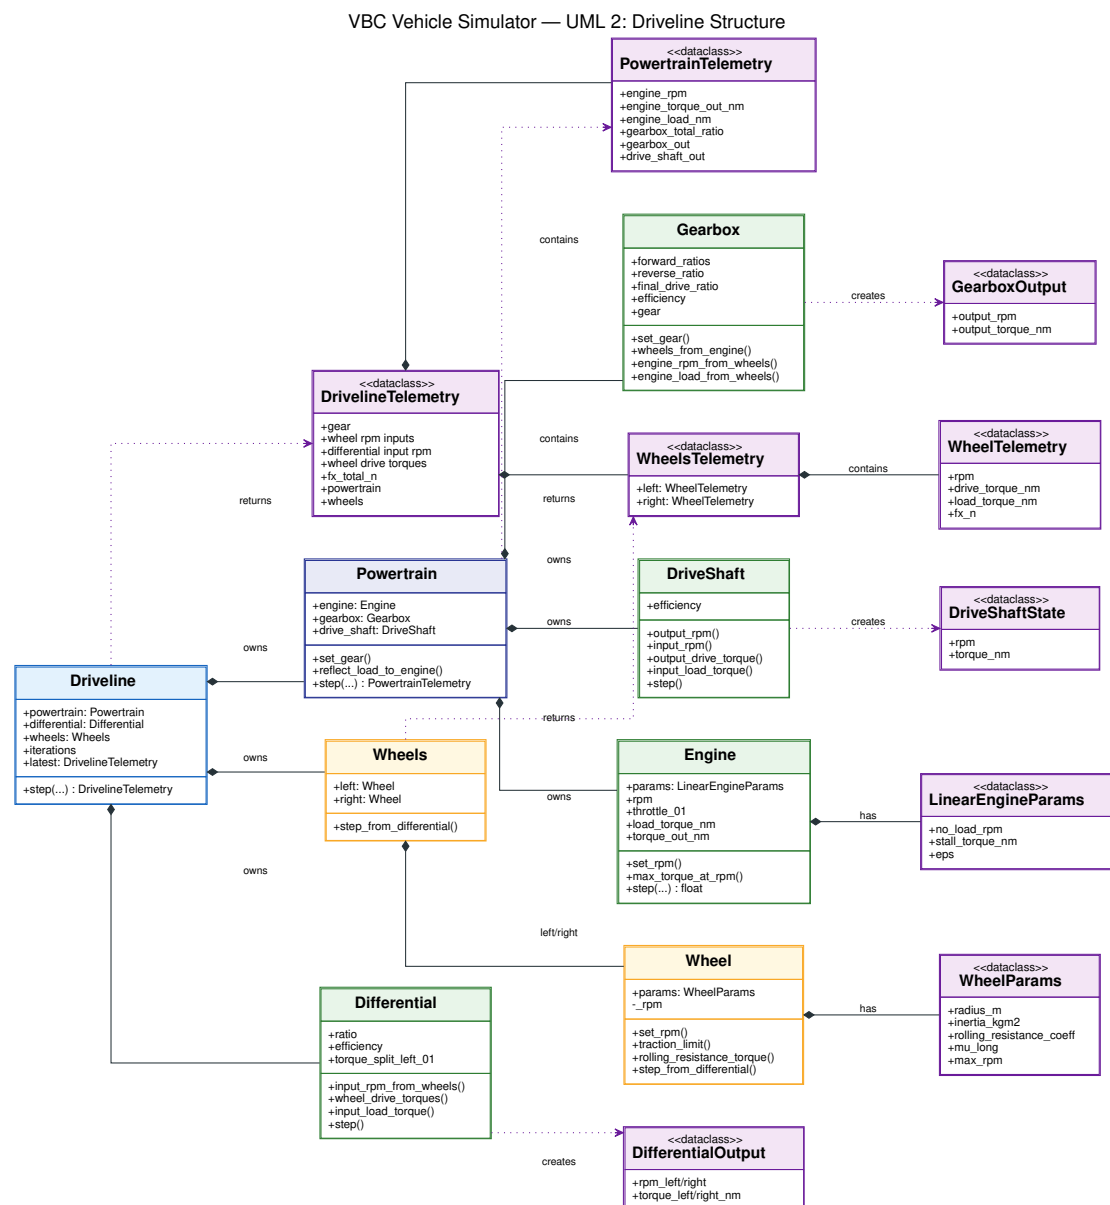 VBC Vehicle Simulator — UML 2: Driveline Structure
<<dataclass>>
PowertrainTelemetry
+engine_rpm
+engine_torque_out_nm
+engine_load_nm
+gearbox_total_ratio
+gearbox_out
+drive_shaft_out
contains
Gearbox
+forward_ratios
+reverse_ratio
+final_drive_ratio
+efficiency
+gear
+set_gear()
+wheels_from_engine()
+engine_rpm_from_wheels()
+engine_load_from_wheels()
creates
<<dataclass>>
GearboxOutput
+output_rpm
+output_torque_nm
<<dataclass>>
DrivelineTelemetry
+gear
+wheel rpm inputs
+differential input rpm
+wheel drive torques
+fx_total_n
+powertrain
+wheels
contains
returns
returns
<<dataclass>>
WheelsTelemetry
+left: WheelTelemetry
+right: WheelTelemetry
contains
<<dataclass>>
WheelTelemetry
+rpm
+drive_torque_nm
+load_torque_nm
+fx_n
owns
Powertrain
+engine: Engine
+gearbox: Gearbox
+drive_shaft: DriveShaft
+set_gear()
+reflect_load_to_engine()
+step(...) : PowertrainTelemetry
owns
DriveShaft
+efficiency
+output_rpm()
+input_rpm()
+output_drive_torque()
+input_load_torque()
+step()
creates
<<dataclass>>
DriveShaftState
+rpm
+torque_nm
owns
Driveline
+powertrain: Powertrain
+differential: Differential
+wheels: Wheels
+iterations
+latest: DrivelineTelemetry
+step(...) : DrivelineTelemetry
owns
returns
Wheels
+left: Wheel
+right: Wheel
+step_from_differential()
owns
Engine
+params: LinearEngineParams
+rpm
+throttle_01
+load_torque_nm
+torque_out_nm
+set_rpm()
+max_torque_at_rpm()
+step(...) : float
has
<<dataclass>>
LinearEngineParams
+no_load_rpm
+stall_torque_nm
+eps
owns
left/right
Wheel
+params: WheelParams
-_rpm
+set_rpm()
+traction_limit()
+rolling_resistance_torque()
+step_from_differential()
has
<<dataclass>>
WheelParams
+radius_m
+inertia_kgm2
+rolling_resistance_coeff
+mu_long
+max_rpm
Differential
+ratio
+efficiency
+torque_split_left_01
+input_rpm_from_wheels()
+wheel_drive_torques()
+input_load_torque()
+step()
creates
<<dataclass>>
DifferentialOutput
+rpm_left/right
+torque_left/right_nm